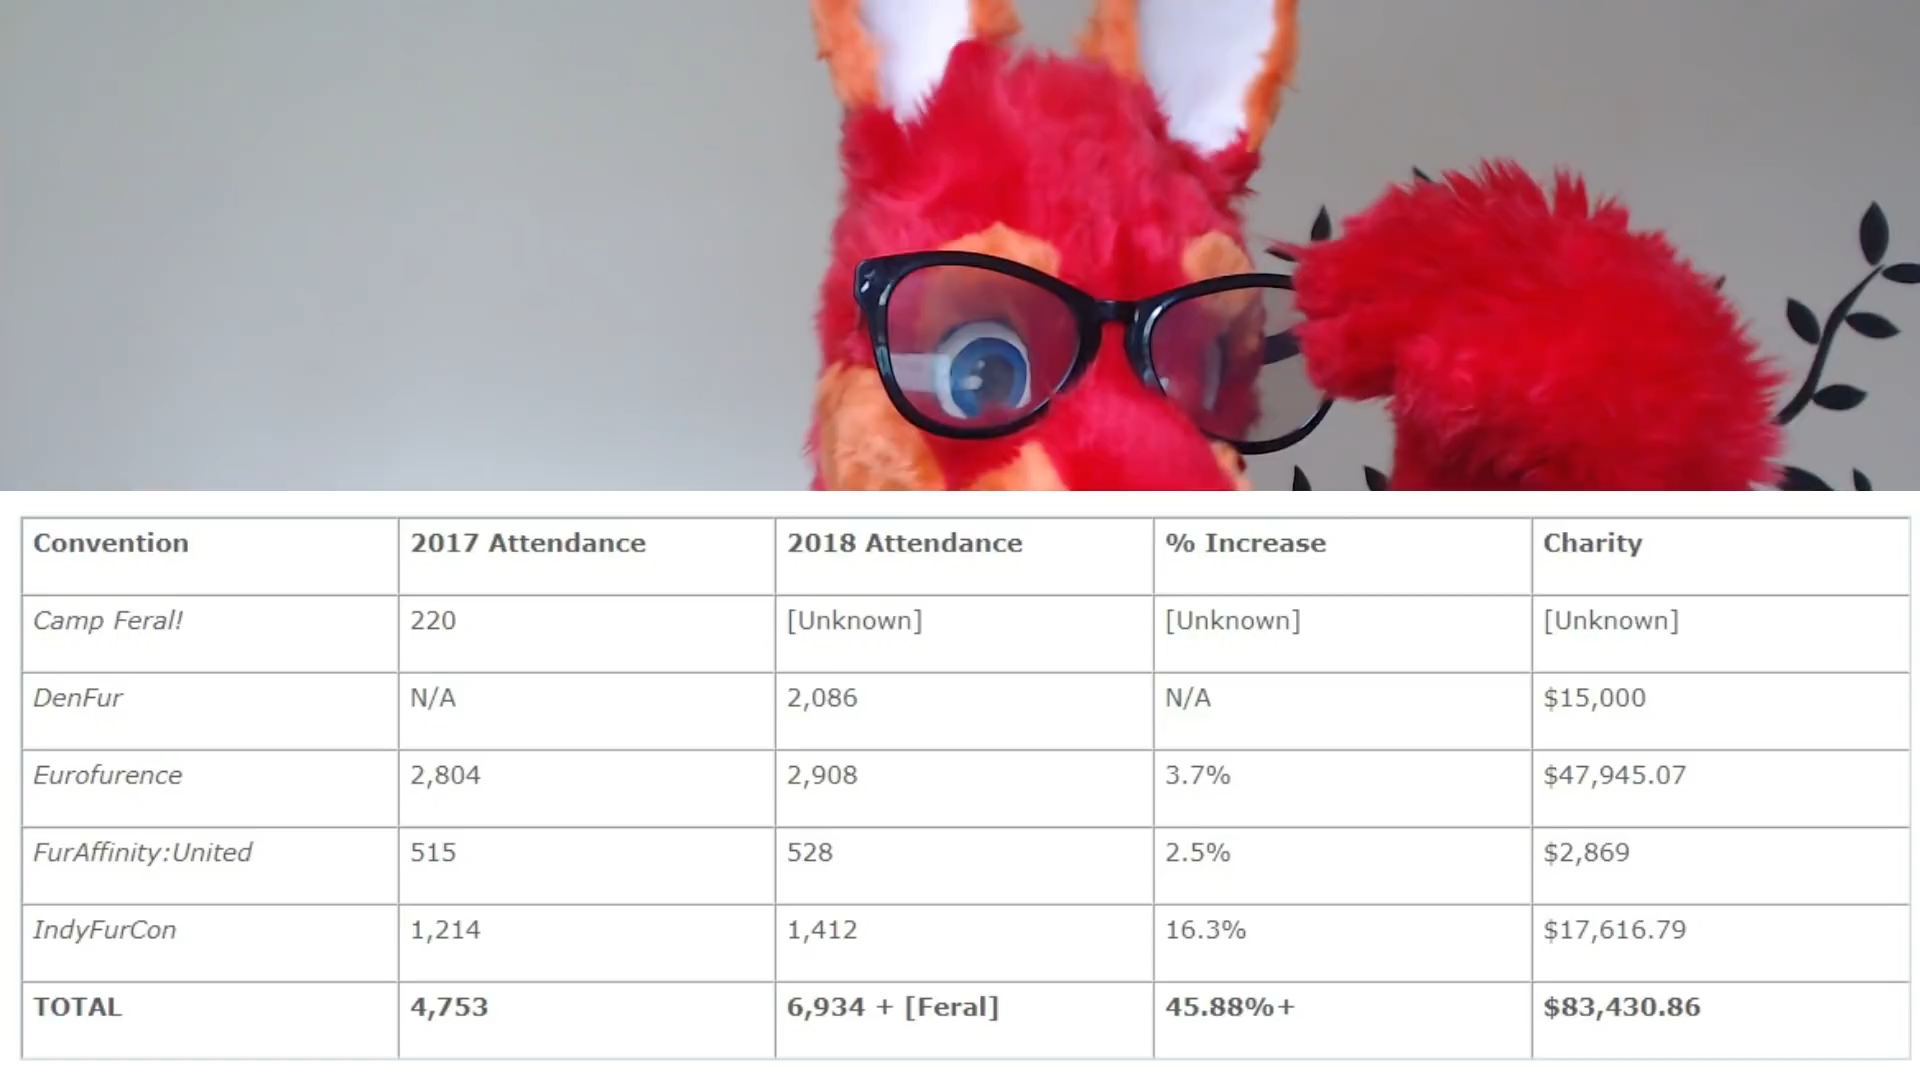 Convention 2017 Attendance 2018 Attendance % Increase Charity
Camp Feral! 220 [Unknown] [Unknown] [Unknown]
DenFur N/A 2,086 N/A $15,000
Eurofurence 2,804 2,908 3.7% $47,945.07
FurAffinity:United 515 528 2.5% $2,869
IndyFurCon 1,214 1,412 16.3% $17,616.79
TOTAL 4,753 6,934 + [Feral] 45.88%+ $83,430.86